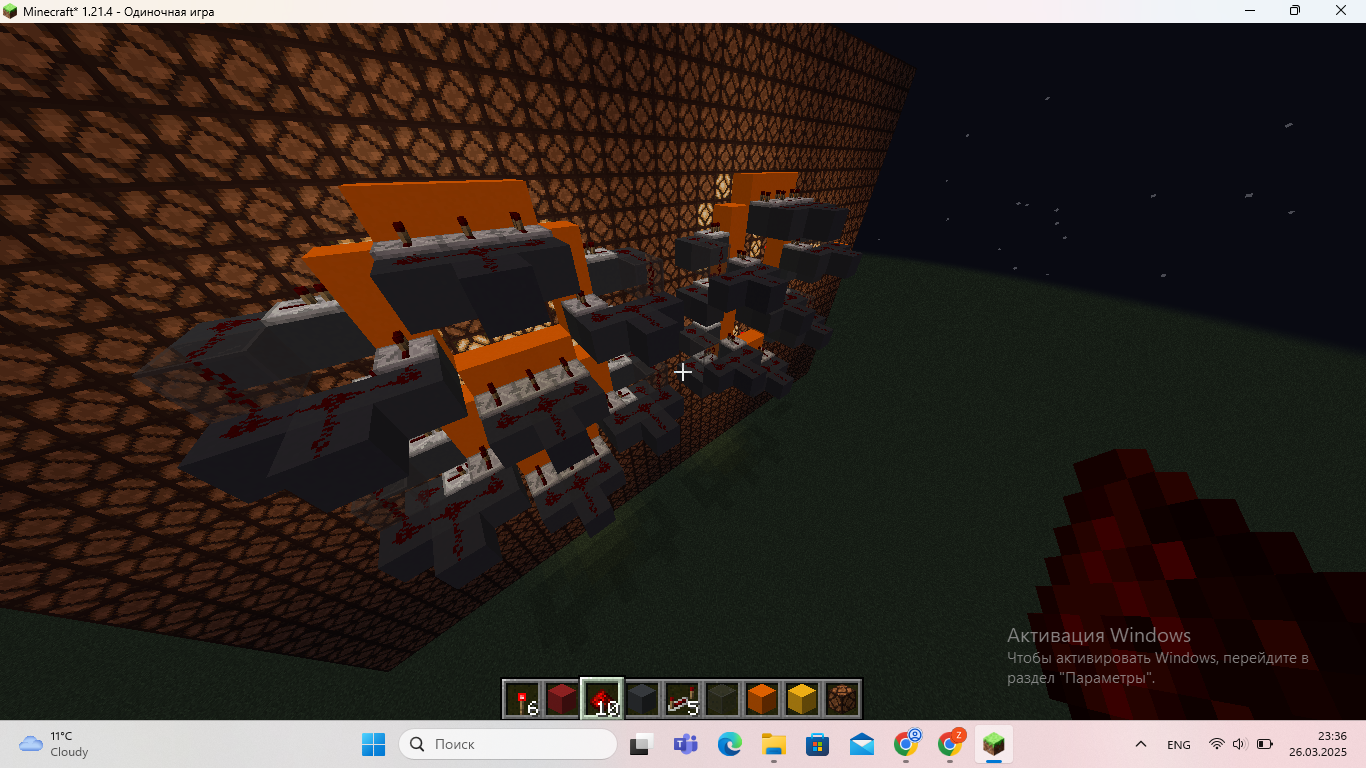 Minecraft* 1.21.4 - Одиночная игра
Активация Windows
Чтобы активировать Windows, перейдите в
раздел "Параметры".
6
10
5
11°C
Cloudy
Поиск
Z
ENG
23:36
26.03.2025